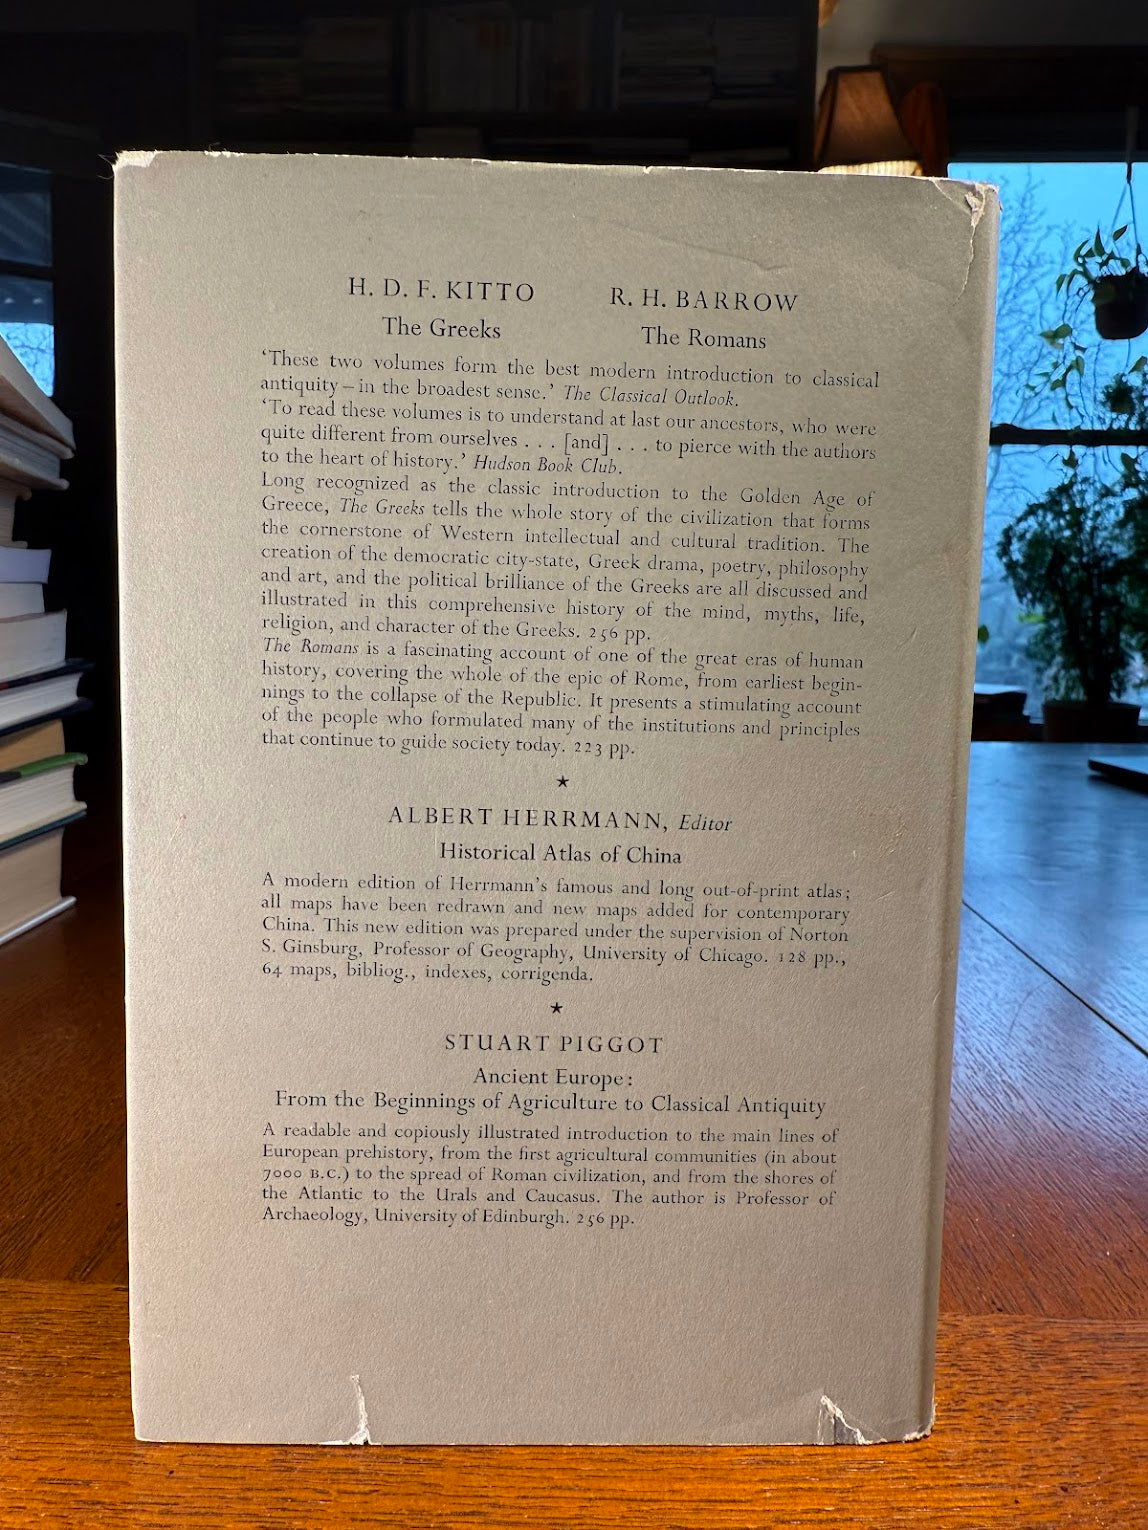 H. D. F. KITTO
The Greeks
R. H. BARROW
The Romans
‘These two volumes form the best modern introduction to classical
antiquity – in the broadest sense.’ The Classical Outlook.
‘To read these volumes is to understand at last our ancestors, who were
quite different from ourselves . . . [and] . . . to pierce with the authors
to the heart of history.’ Hudson Book Club.
Long recognized as the classic introduction to the Golden Age of
Greece, The Greeks tells the whole story of the civilization that forms
the cornerstone of Western intellectual and cultural tradition. The
creation of the democratic city-state, Greek drama, poetry, philosophy
and art, and the political brilliance of the Greeks are all discussed and
illustrated in this comprehensive history of the mind, myths, life,
religion, and character of the Greeks. 256 pp.
The Romans is a fascinating account of one of the great eras of human
history, covering the whole of the epic of Rome, from earliest begin-
nings to the collapse of the Republic. It presents a stimulating account
of the people who formulated many of the institutions and principles
that continue to guide society today. 223 pp.
★
ALBERT HERRMANN, Editor
Historical Atlas of China
A modern edition of Herrmann’s famous and long out-of-print atlas;
all maps have been redrawn and new maps added for contemporary
China. This new edition was prepared under the supervision of Norton
S. Ginsburg, Professor of Geography, University of Chicago. 128 pp.,
64 maps, bibliog., indexes, corrigenda.
★
STUART PIGGOT
Ancient Europe:
From the Beginnings of Agriculture to Classical Antiquity
A readable and copiously illustrated introduction to the main lines of
European prehistory, from the first agricultural communities (in about
7000 B.C.) to the spread of Roman civilization, and from the shores of
the Atlantic to the Urals and Caucasus. The author is Professor of
Archaeology, University of Edinburgh. 256 pp.